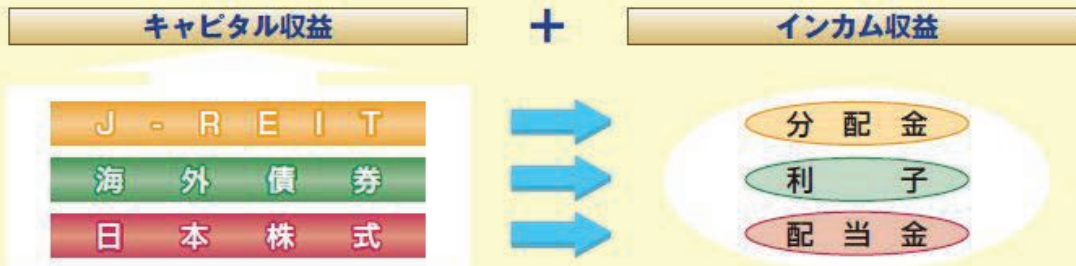 キャピタル収益 + インカム収益
J-REIT 分配金
海外債券 利子
日本株式 配当金